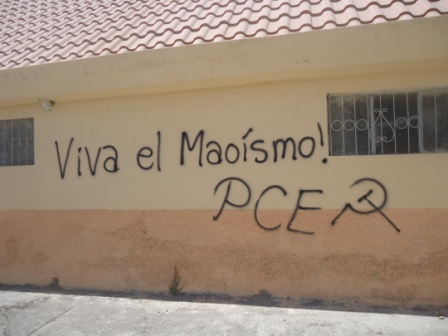 Viva el Maoísmo!
PCE ☭